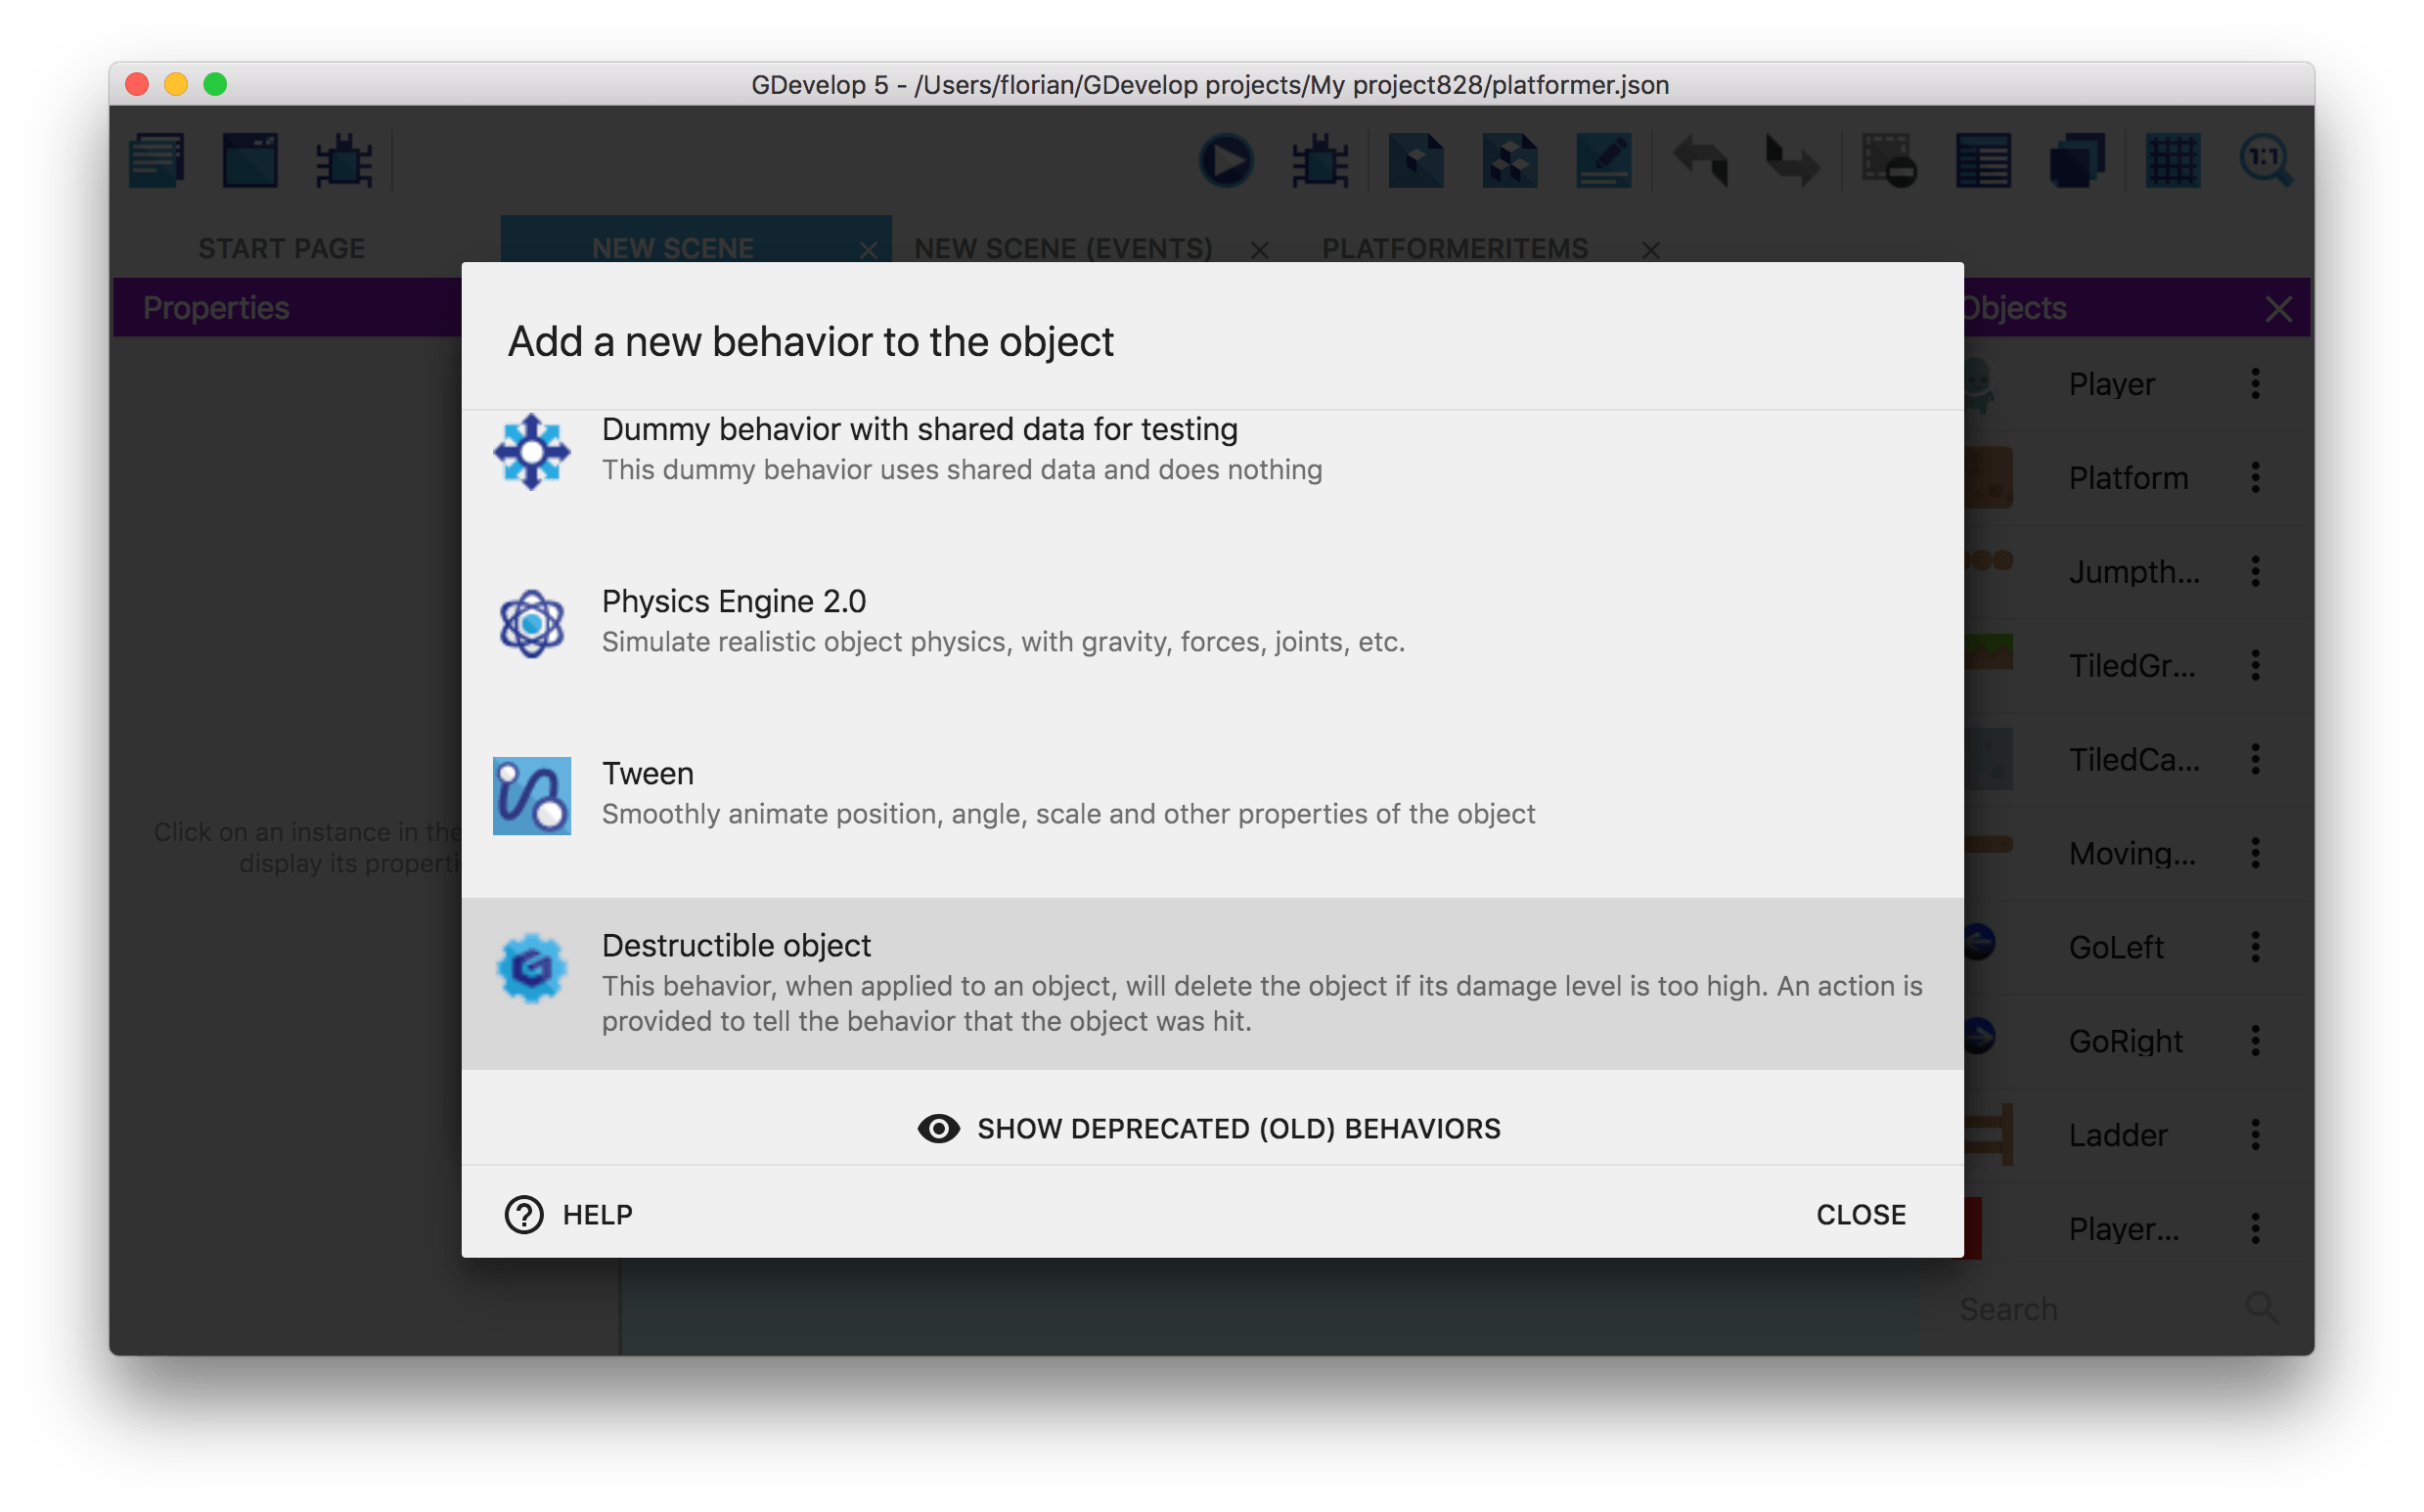 GDevelop 5 - /Users/florian/GDevelop projects/My project828/platformer.json
1:1
START PAGE
NEW SCENE
NEW SCENE (EVENTS)
PLATFORMERITEMS
Properties
Click on an instance in the
display its properti
Add a new behavior to the object
Dummy behavior with shared data for testing
This dummy behavior uses shared data and does nothing
Physics Engine 2.0
Simulate realistic object physics, with gravity, forces, joints, etc.
Tween
Smoothly animate position, angle, scale and other properties of the object
Destructible object
This behavior, when applied to an object, will delete the object if its damage level is too high. An action is
provided to tell the behavior that the object was hit.
SHOW DEPRECATED (OLD) BEHAVIORS
HELP
CLOSE
Objects
Player
Platform
Jumpth...
TiledGr...
TiledCa...
Moving...
GoLeft
GoRight
Ladder
Player...
Search